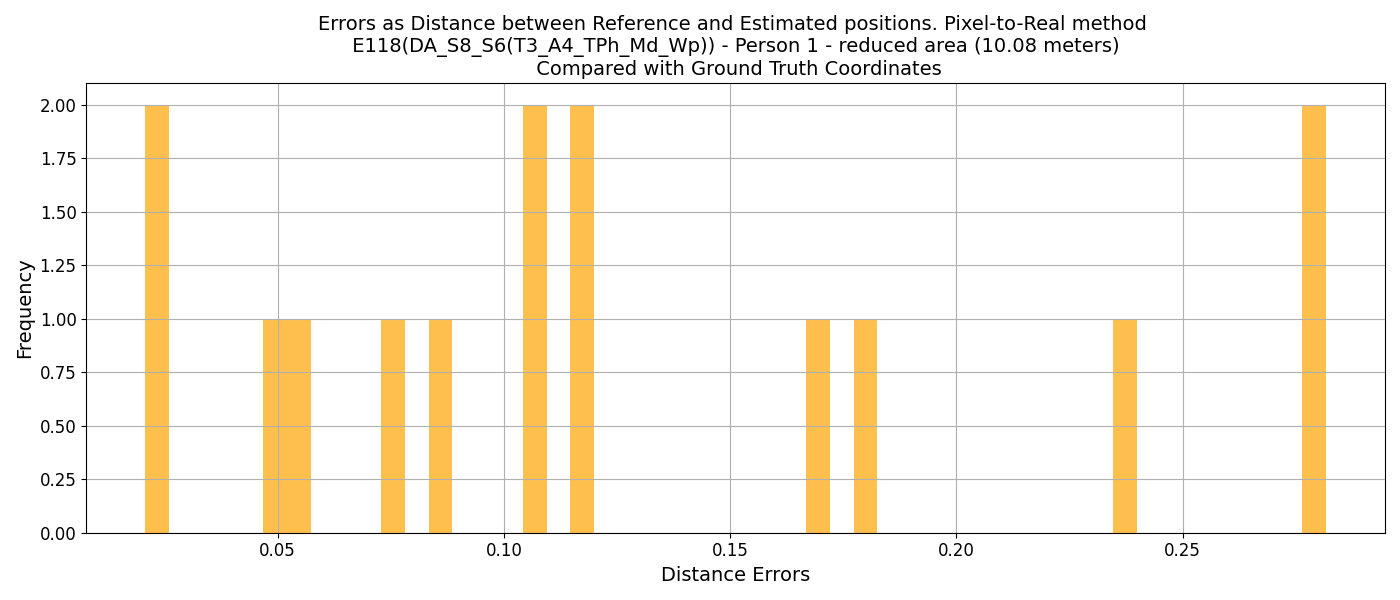 Errors as Distance between Reference and Estimated positions. Pixel-to-Real method
E118(DA_S8_S6(T3_A4_TPh_Md_Wp)) - Person 1 - reduced area (10.08 meters)
Compared with Ground Truth Coordinates
Frequency
2.00
1.75
1.50
1.25
1.00
0.75
0.50
0.25
0.00
0.05 0.10 0.15 0.20 0.25
Distance Errors